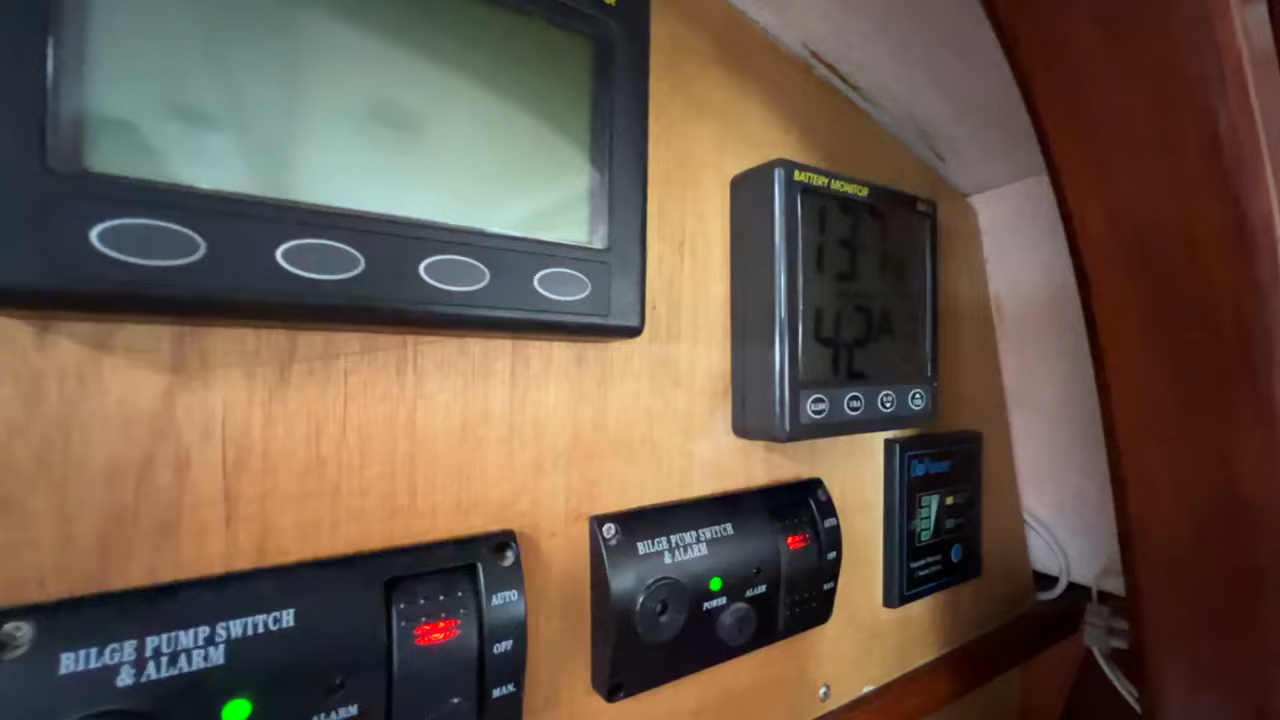 BATTERY MONITOR
13.
42A
ILLUM
V&A
BILGE PUMP SWITCH
& ALARM
POWER
ALARM
AUTO
OFF
MAN.
BILGE PUMP SWITCH
& ALARM
ALARM
AUTO
OFF
MAN.